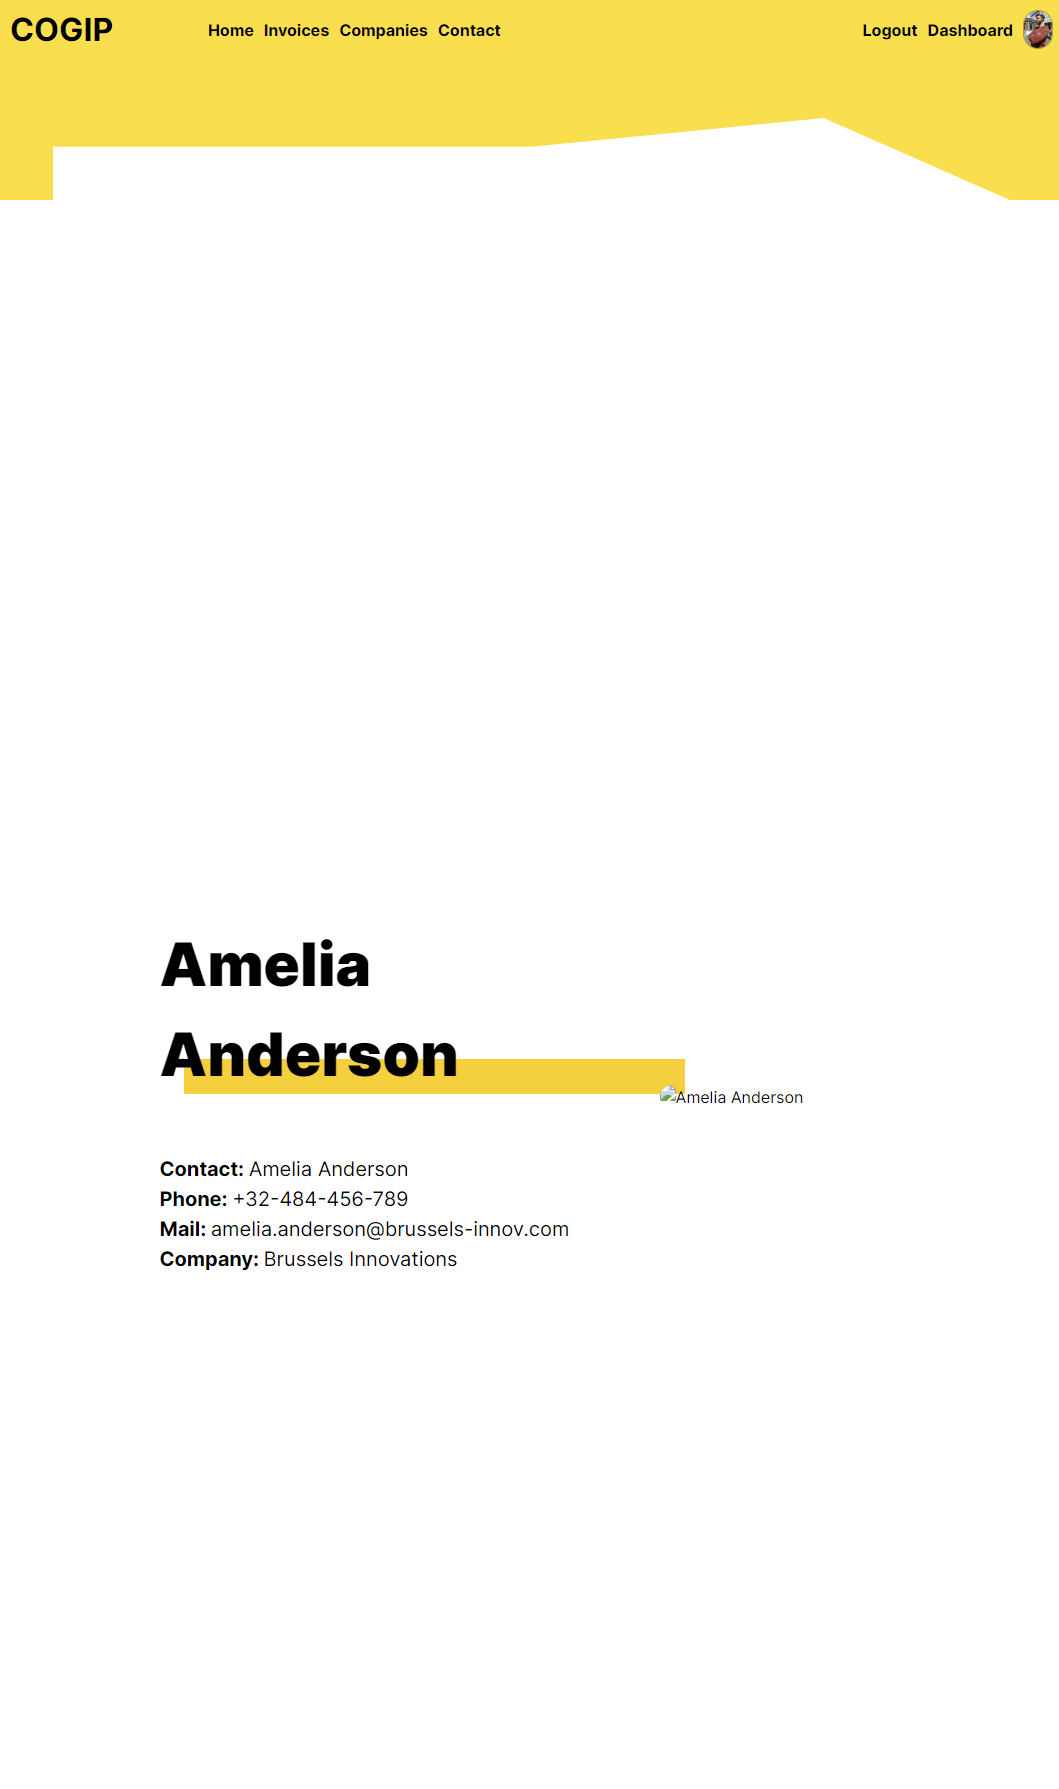 COGIP
Home Invoices Companies Contact
Logout Dashboard
Amelia
Anderson
Amelia Anderson
Contact: Amelia Anderson
Phone: +32-484-456-789
Mail: amelia.anderson@brussels-innov.com
Company: Brussels Innovations